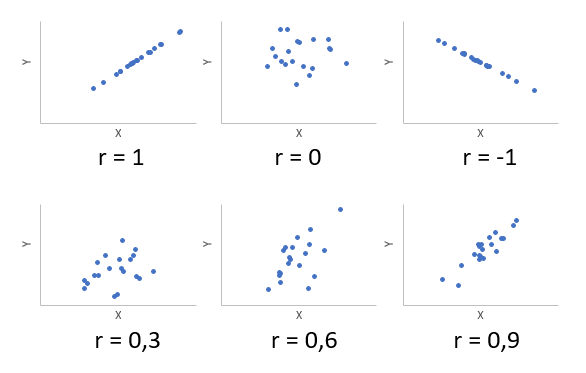 Y
X
r = 1
Y
X
r = 0
Y
X
r = -1
Y
X
r = 0,3
Y
X
r = 0,6
Y
X
r = 0,9